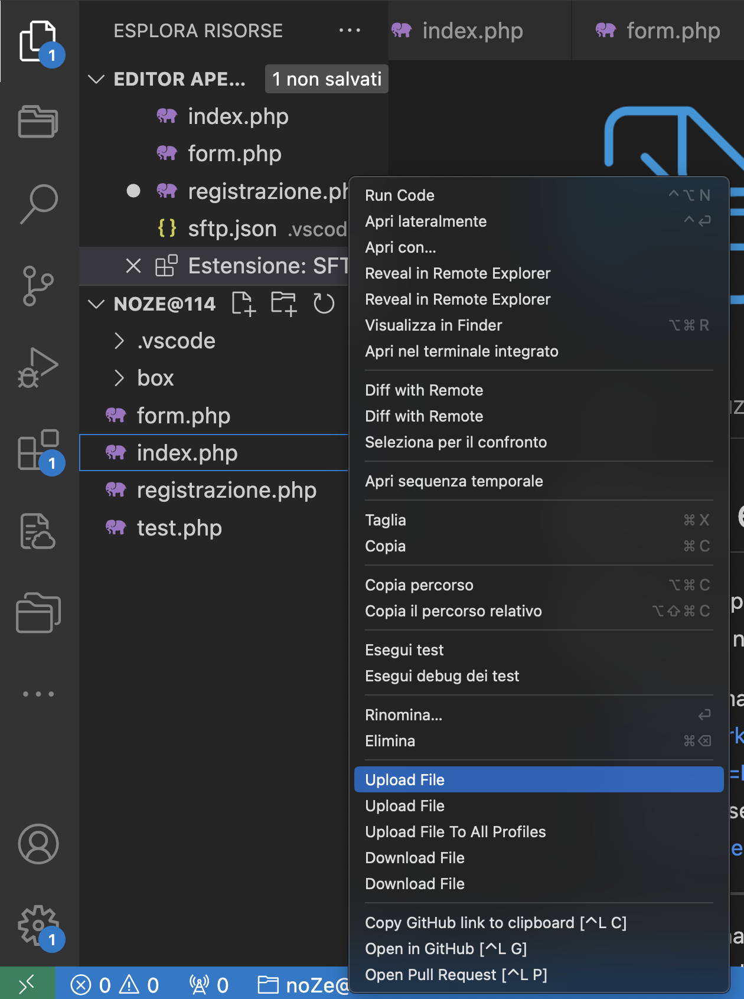 ESPLORA RISORSE
index.php
form.php
1
EDITOR APE...
1 non salvati
index.php
form.php
registrazione.ph
sftp.json .vscod
Estensione: SFT
NOZE@114
.vscode
box
form.php
index.php
registrazione.php
test.php
1
Run Code ^⌥N
Apri lateralmente ^↩
Apri con...
Reveal in Remote Explorer
Reveal in Remote Explorer
Visualizza in Finder ⌥⌘R
Apri nel terminale integrato
Diff with Remote
Diff with Remote
Seleziona per il confronto
Apri sequenza temporale
Taglia ⌘X
Copia ⌘C
Copia percorso ⌥⌘C
Copia il percorso relativo ⌥⇧⌘C
Esegui test
Esegui debug dei test
Rinomina... ↩
Elimina ⌘⌫
Upload File
Upload File
Upload File To All Profiles
Download File
Download File
Copy GitHub link to clipboard [^L C]
Open in GitHub [^L G]
Open Pull Request [^L P]
1
0 0 0 noZe@